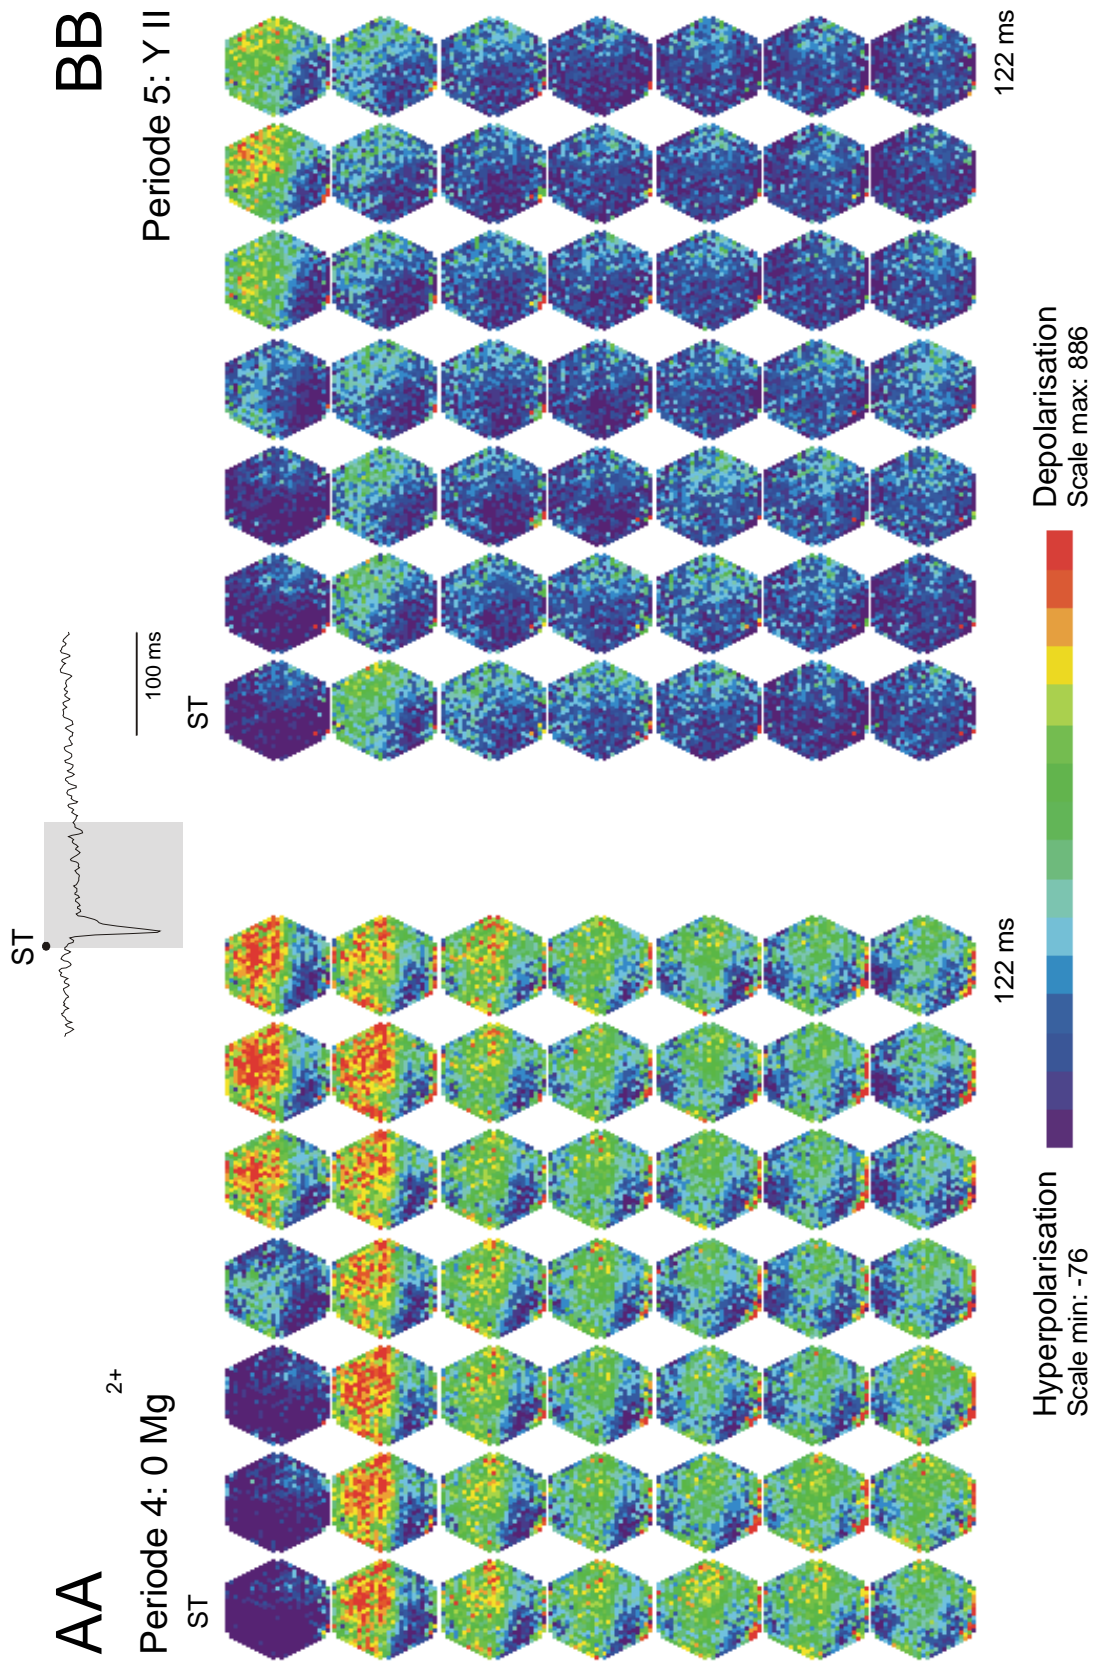 AA
BB
Periode 4: 0 Mg 2+
Periode 5: Y II
ST
100 ms
ST
ST
122 ms
122 ms
Hyperpolarisation
Scale min: -76
Depolarisation
Scale max: 886